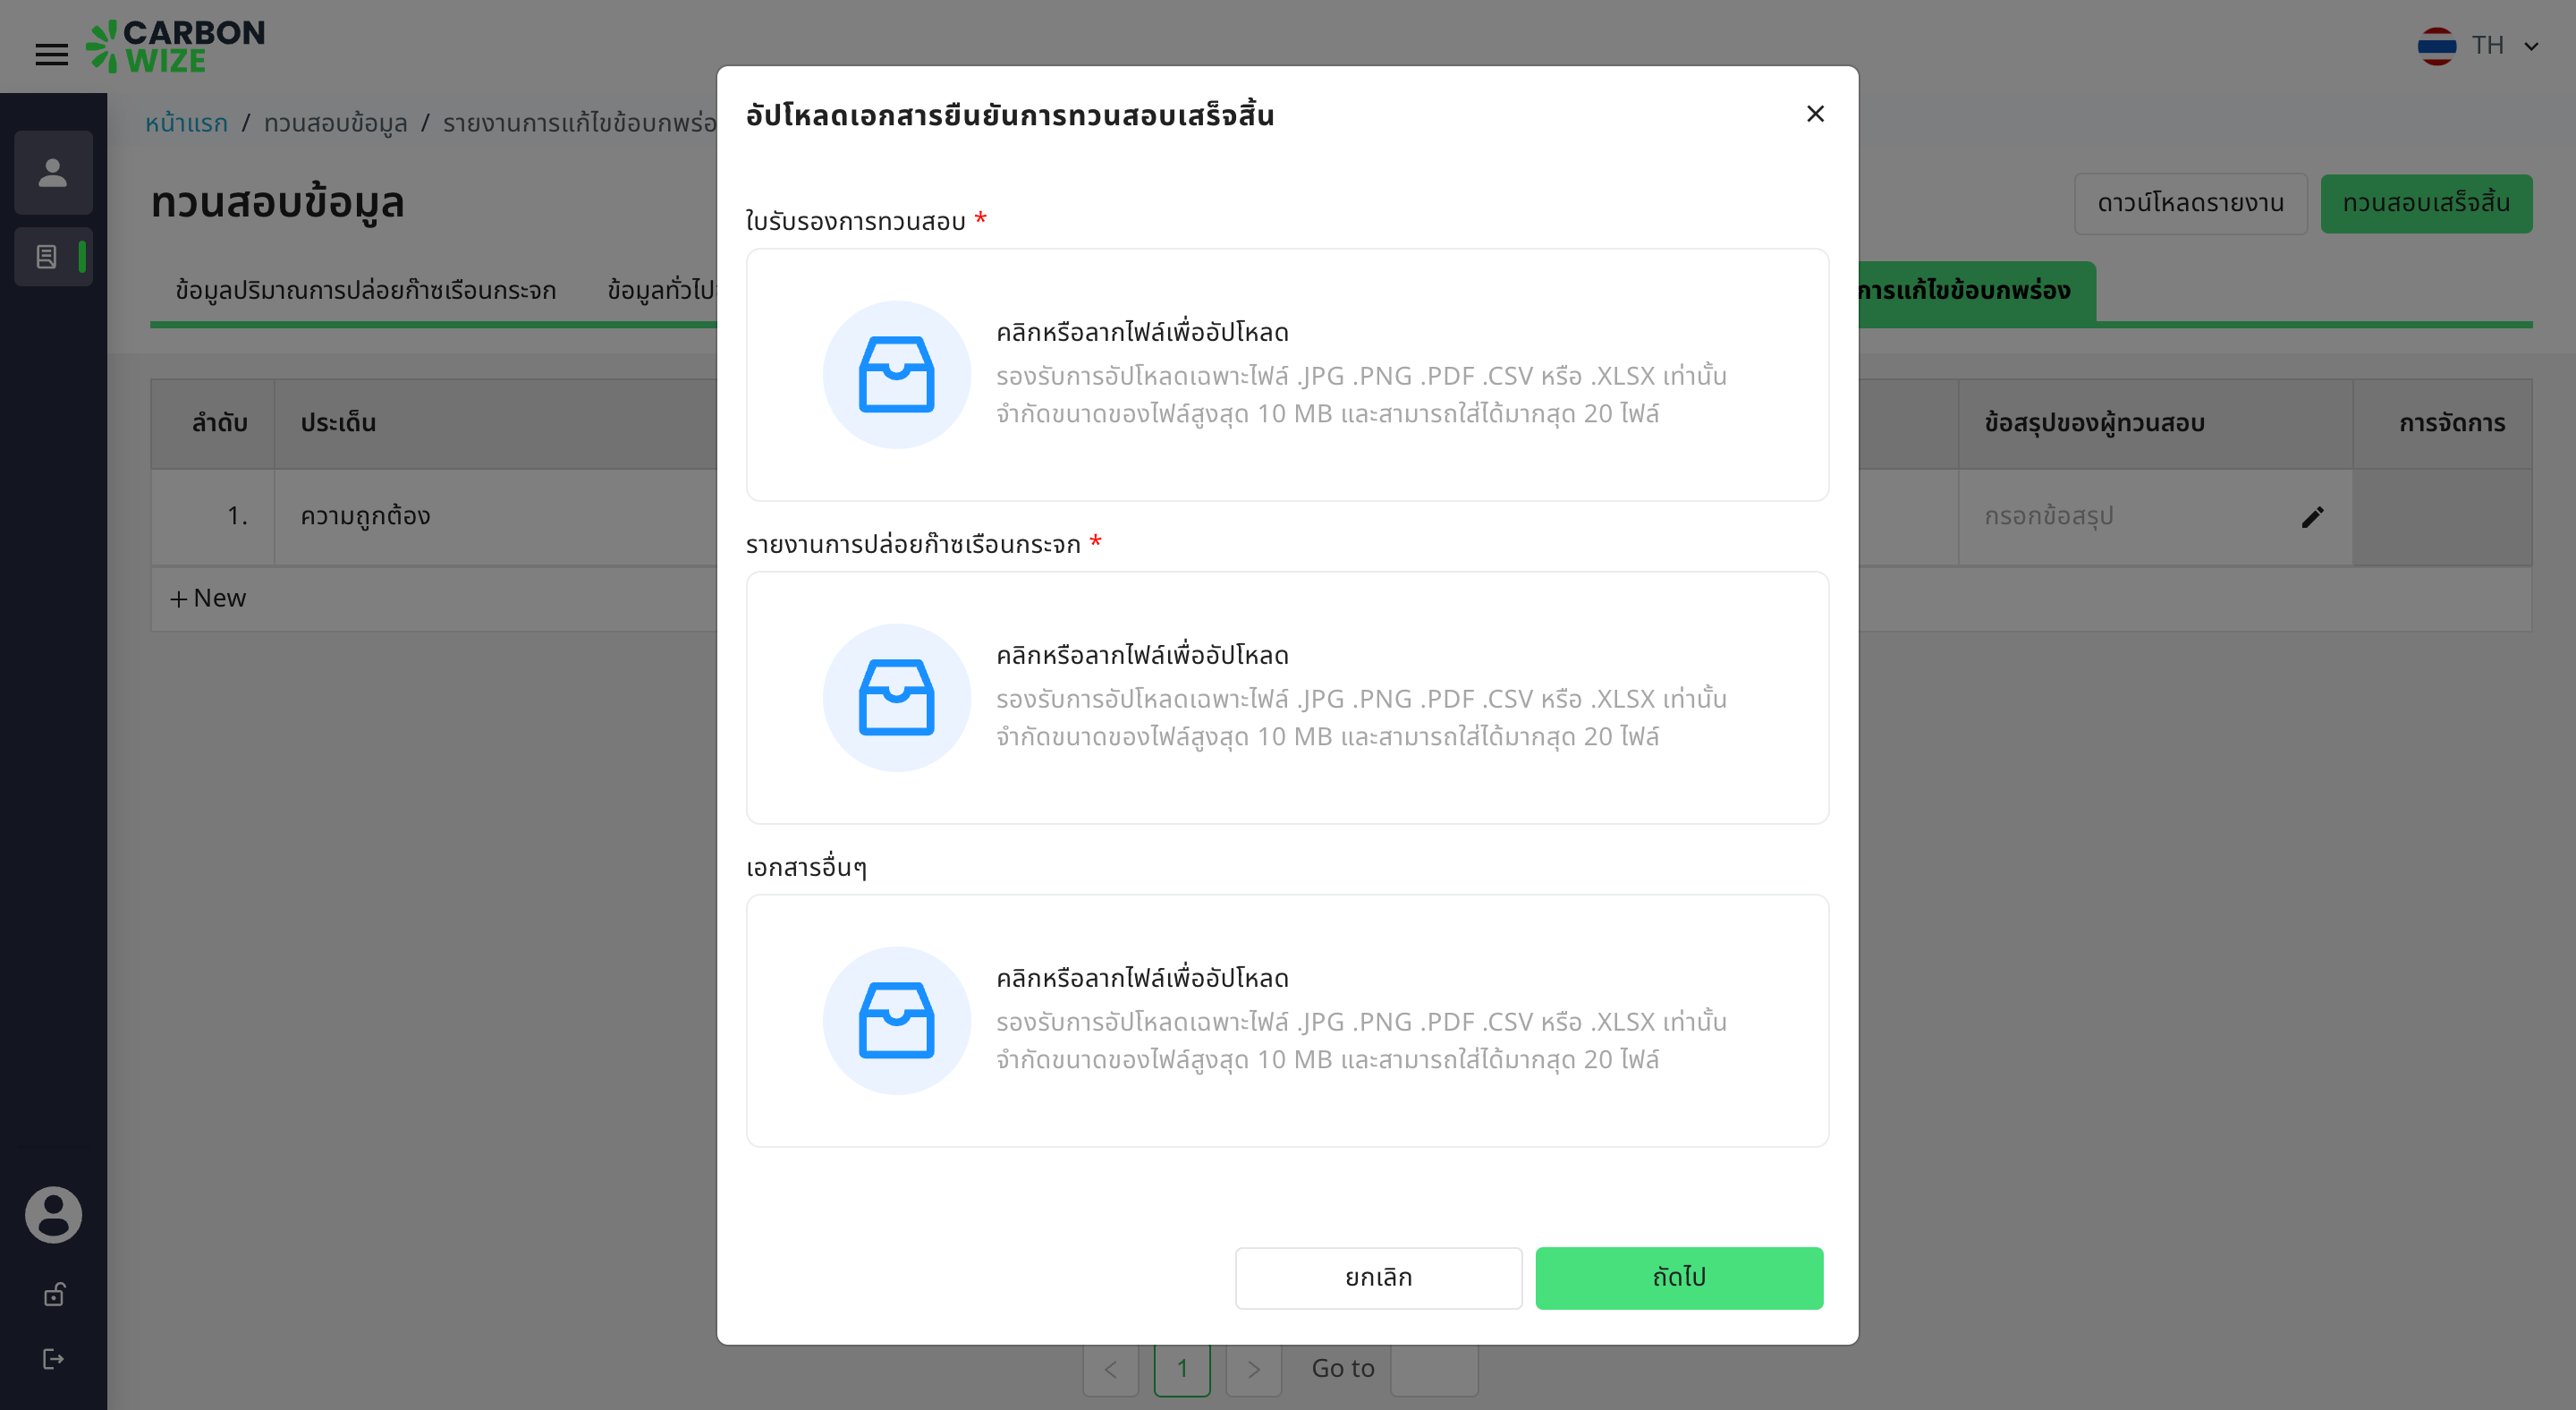 CARBON
WIZE
TH
หน้าแรก / ทวนสอบข้อมูล / รายงานการแก้ไขข้อบกพร่อ
ทวนสอบข้อมูล
ดาวน์โหลดรายงาน
ทวนสอบเสร็จสิ้น
ข้อมูลปริมาณการปล่อยก๊าซเรือนกระจก
ข้อมูลทั่วไป
การแก้ไขข้อบกพร่อง
ลำดับ
ประเด็น
ข้อสรุปของผู้ทวนสอบ
การจัดการ
1.
ความถูกต้อง
กรอกข้อสรุป
+ New
อัปโหลดเอกสารยืนยันการทวนสอบเสร็จสิ้น
ใบรับรองการทวนสอบ *
คลิกหรือลากไฟล์เพื่ออัปโหลด
รองรับการอัปโหลดเฉพาะไฟล์ .JPG .PNG .PDF .CSV หรือ .XLSX เท่านั้น
จำกัดขนาดของไฟล์สูงสุด 10 MB และสามารถใส่ได้มากสุด 20 ไฟล์
รายงานการปล่อยก๊าซเรือนกระจก *
คลิกหรือลากไฟล์เพื่ออัปโหลด
รองรับการอัปโหลดเฉพาะไฟล์ .JPG .PNG .PDF .CSV หรือ .XLSX เท่านั้น
จำกัดขนาดของไฟล์สูงสุด 10 MB และสามารถใส่ได้มากสุด 20 ไฟล์
เอกสารอื่นๆ
คลิกหรือลากไฟล์เพื่ออัปโหลด
รองรับการอัปโหลดเฉพาะไฟล์ .JPG .PNG .PDF .CSV หรือ .XLSX เท่านั้น
จำกัดขนาดของไฟล์สูงสุด 10 MB และสามารถใส่ได้มากสุด 20 ไฟล์
ยกเลิก
ถัดไป
1
Go to